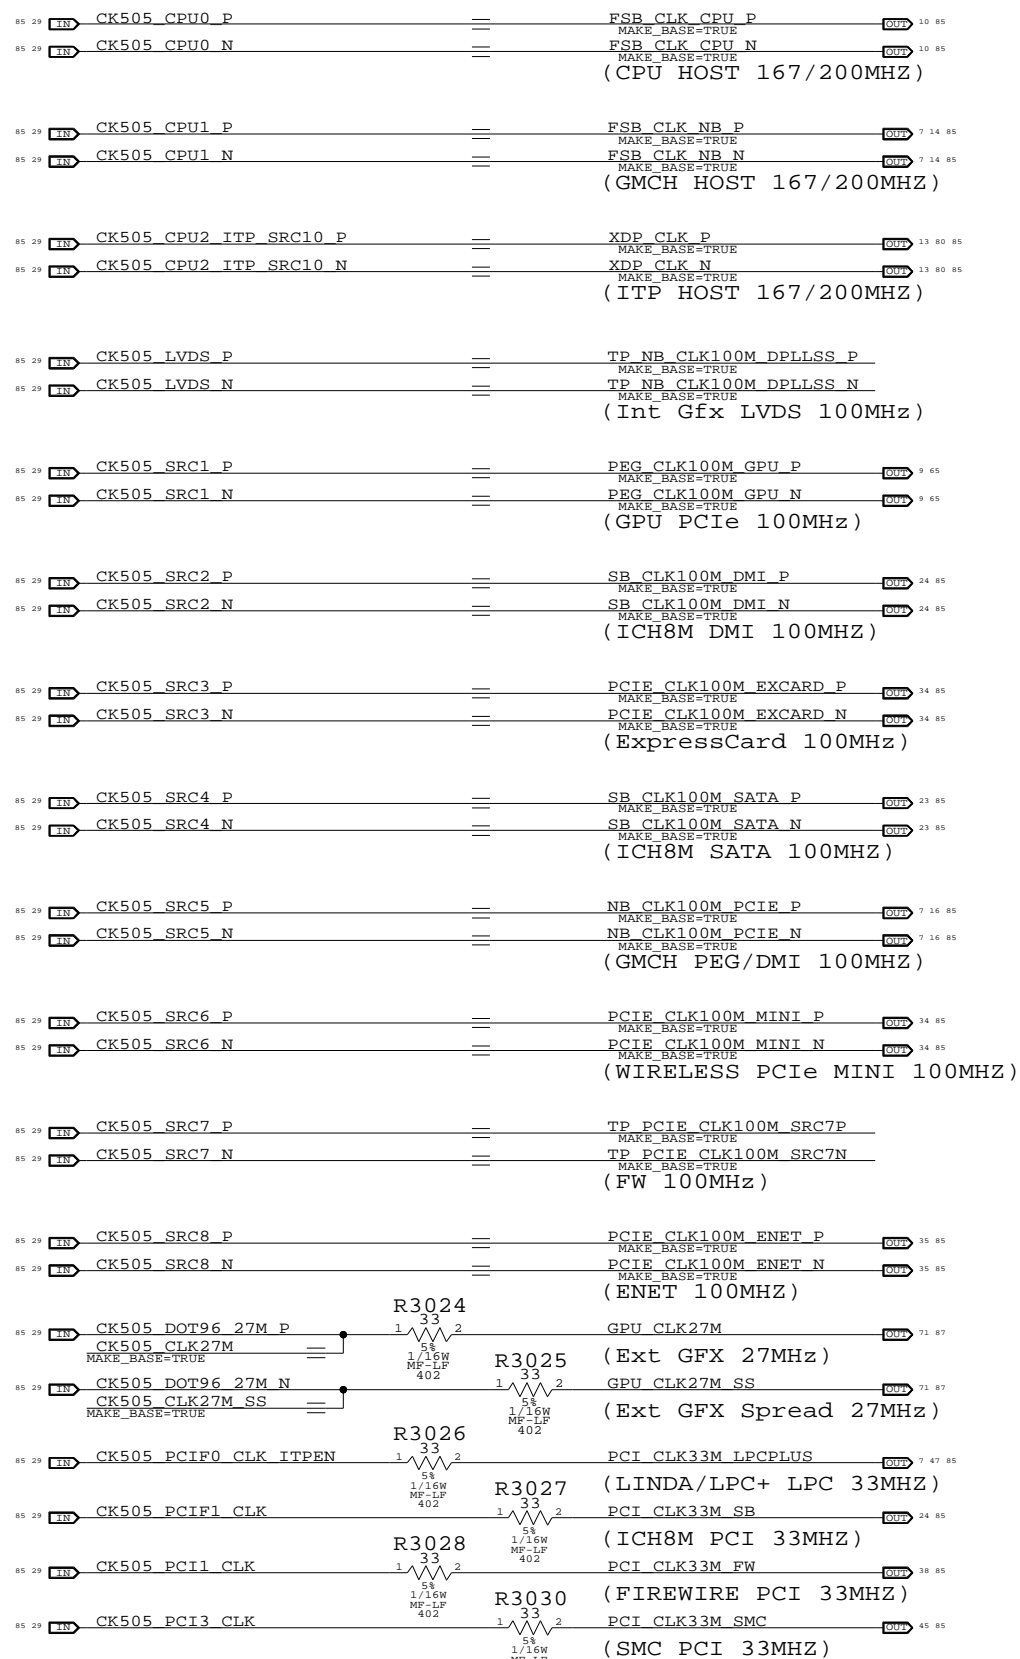 85 29 IN CK505_CPU0_P FSB_CLK_CPU_P OUT 10 85
MAKE_BASE=TRUE
85 29 IN CK505_CPU0_N FSB_CLK_CPU_N OUT 10 85
MAKE_BASE=TRUE
(CPU HOST 167/200MHZ)
85 29 IN CK505_CPU1_P FSB_CLK_NB_P OUT 7 14 85
MAKE_BASE=TRUE
85 29 IN CK505_CPU1_N FSB_CLK_NB_N OUT 7 14 85
MAKE_BASE=TRUE
(GMCH HOST 167/200MHZ)
85 29 IN CK505_CPU2_ITP_SRC10_P XDP_CLK_P OUT 13 80 85
MAKE_BASE=TRUE
85 29 IN CK505_CPU2_ITP_SRC10_N XDP_CLK_N OUT 13 80 85
MAKE_BASE=TRUE
(ITP HOST 167/200MHZ)
85 29 IN CK505_LVDS_P TP_NB_CLK100M_DPLLSS_P
MAKE_BASE=TRUE
85 29 IN CK505_LVDS_N TP_NB_CLK100M_DPLLSS_N
MAKE_BASE=TRUE
(Int Gfx LVDS 100MHz)
85 29 IN CK505_SRC1_P PEG_CLK100M_GPU_P OUT 9 65
MAKE_BASE=TRUE
85 29 IN CK505_SRC1_N PEG_CLK100M_GPU_N OUT 9 65
MAKE_BASE=TRUE
(GPU PCIe 100MHz)
85 29 IN CK505_SRC2_P SB_CLK100M_DMI_P OUT 24 85
MAKE_BASE=TRUE
85 29 IN CK505_SRC2_N SB_CLK100M_DMI_N OUT 24 85
MAKE_BASE=TRUE
(ICH8M DMI 100MHZ)
85 29 IN CK505_SRC3_P PCIE_CLK100M_EXCARD_P OUT 34 85
MAKE_BASE=TRUE
85 29 IN CK505_SRC3_N PCIE_CLK100M_EXCARD_N OUT 34 85
MAKE_BASE=TRUE
(ExpressCard 100MHz)
85 29 IN CK505_SRC4_P SB_CLK100M_SATA_P OUT 23 85
MAKE_BASE=TRUE
85 29 IN CK505_SRC4_N SB_CLK100M_SATA_N OUT 23 85
MAKE_BASE=TRUE
(ICH8M SATA 100MHZ)
85 29 IN CK505_SRC5_P NB_CLK100M_PCIE_P OUT 7 16 85
MAKE_BASE=TRUE
85 29 IN CK505_SRC5_N NB_CLK100M_PCIE_N OUT 7 16 85
MAKE_BASE=TRUE
(GMCH PEG/DMI 100MHZ)
85 29 IN CK505_SRC6_P PCIE_CLK100M_MINI_P OUT 34 85
MAKE_BASE=TRUE
85 29 IN CK505_SRC6_N PCIE_CLK100M_MINI_N OUT 34 85
MAKE_BASE=TRUE
(WIRELESS PCIe MINI 100MHZ)
85 29 IN CK505_SRC7_P TP_PCIE_CLK100M_SRC7P
MAKE_BASE=TRUE
85 29 IN CK505_SRC7_N TP_PCIE_CLK100M_SRC7N
MAKE_BASE=TRUE
(FW 100MHz)
85 29 IN CK505_SRC8_P PCIE_CLK100M_ENET_P OUT 35 85
MAKE_BASE=TRUE
85 29 IN CK505_SRC8_N PCIE_CLK100M_ENET_N OUT 35 85
MAKE_BASE=TRUE
(ENET 100MHZ)
R3024
33
85 29 IN CK505_DOT96_27M_P 1 2 GPU_CLK27M OUT 71 87
CK505_CLK27M 5% (Ext GFX 27MHz)
MAKE_BASE=TRUE 1/16W
MF-LF
402
R3025
33
85 29 IN CK505_DOT96_27M_N 1 2 GPU_CLK27M_SS OUT 71 87
CK505_CLK27M_SS 5% (Ext GFX Spread 27MHz)
MAKE_BASE=TRUE 1/16W
MF-LF
402
R3026
33
85 29 IN CK505_PCIF0_CLK_ITPEN 1 2 PCI_CLK33M_LPCPLUS OUT 7 47 85
5% (LINDA/LPC+ LPC 33MHZ)
1/16W
MF-LF
402
R3027
33
85 29 IN CK505_PCIF1_CLK 1 2 PCI_CLK33M_SB OUT 24 85
5% (ICH8M PCI 33MHZ)
1/16W
MF-LF
402
R3028
33
85 29 IN CK505_PCI1_CLK 1 2 PCI_CLK33M_FW OUT 38 85
5% (FIREWIRE PCI 33MHZ)
1/16W
MF-LF
402
R3030
33
85 29 IN CK505_PCI3_CLK 1 2 PCI_CLK33M_SMC OUT 45 85
5% (SMC PCI 33MHZ)
1/16W